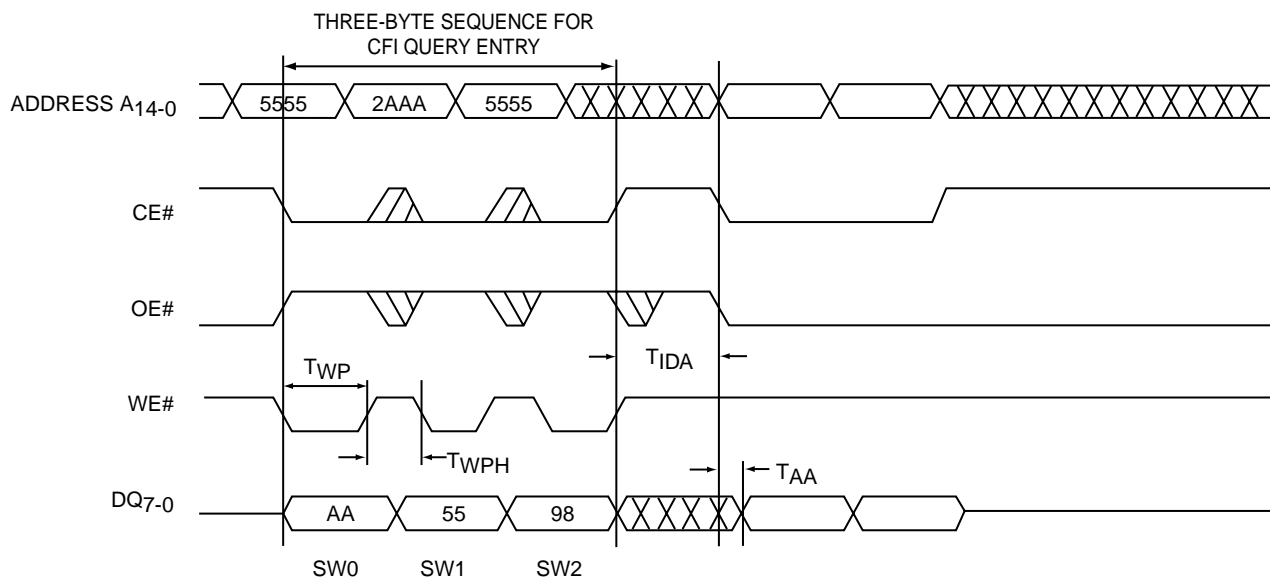 THREE-BYTE SEQUENCE FOR
CFI QUERY ENTRY
ADDRESS A14-0
5555
2AAA
5555
CE#
OE#
TWP
TIDA
WE#
TWPH
TAA
DQ7-0
AA
55
98
SW0
SW1
SW2